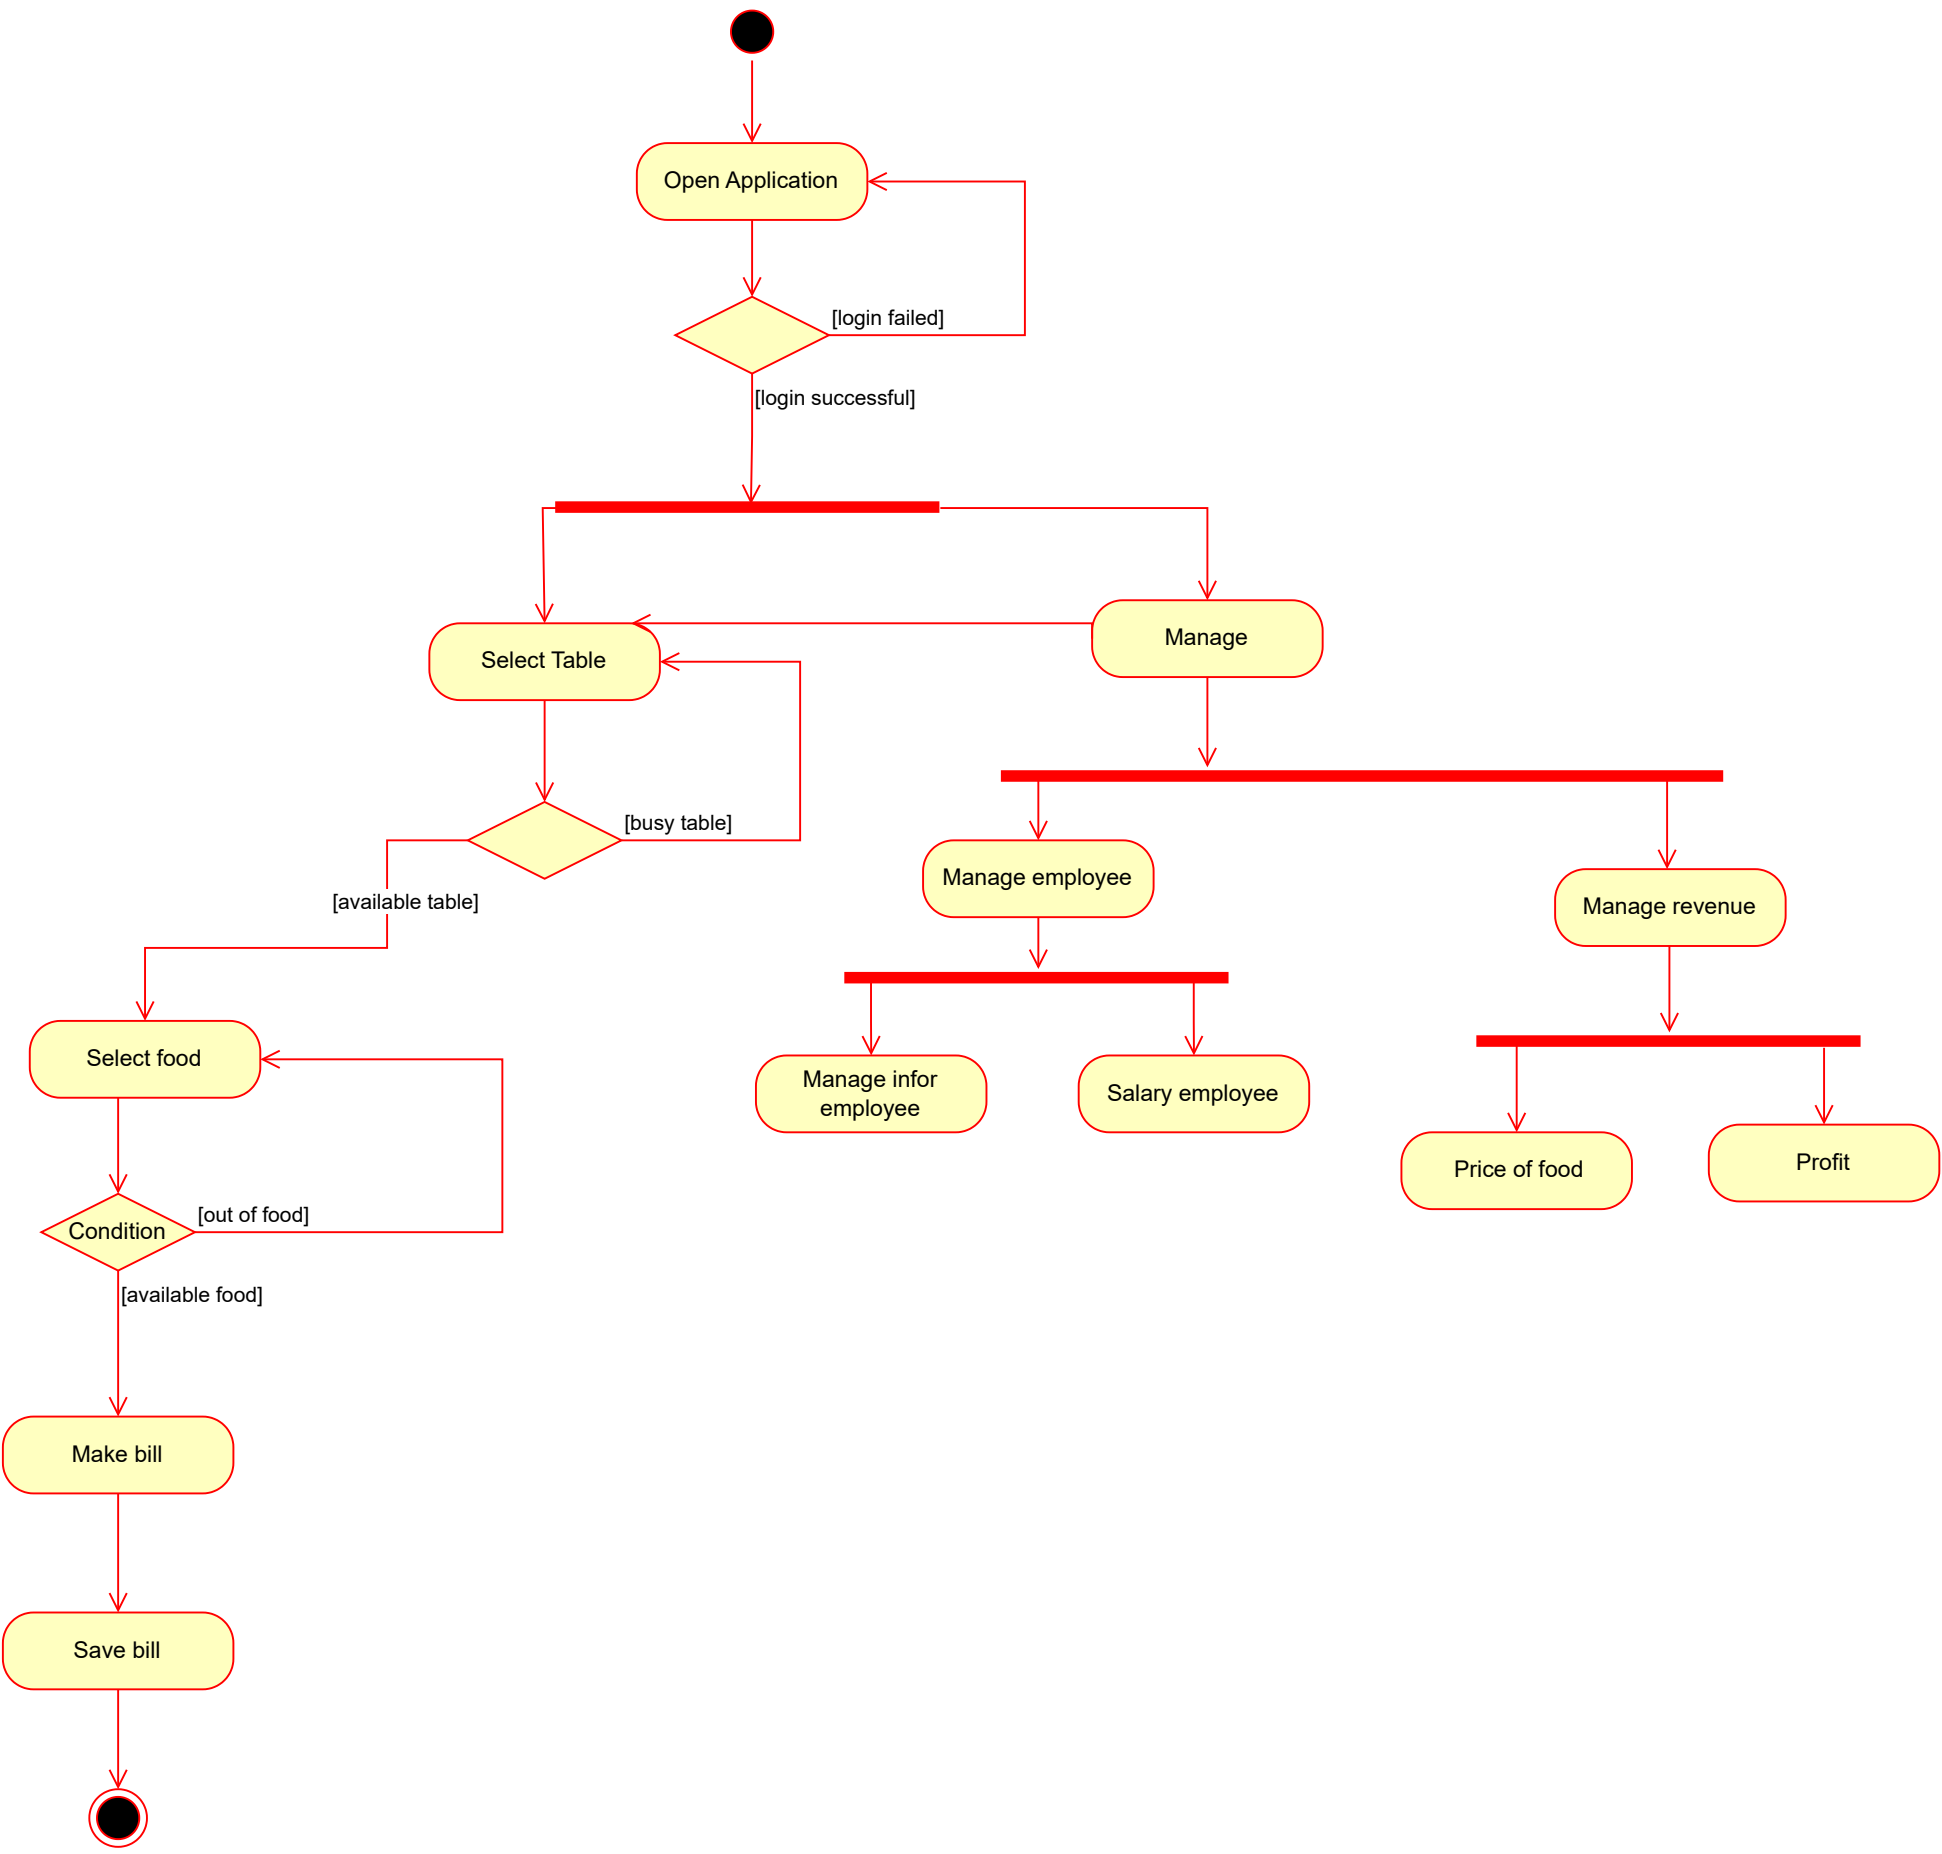 Open Application
[login failed]
[login successful]
Select Table
Manage
[busy table]
[available table]
Manage employee
Manage revenue
Select food
Manage infor
employee
Salary employee
Price of food
Profit
Condition
[out of food]
[available food]
Make bill
Save bill